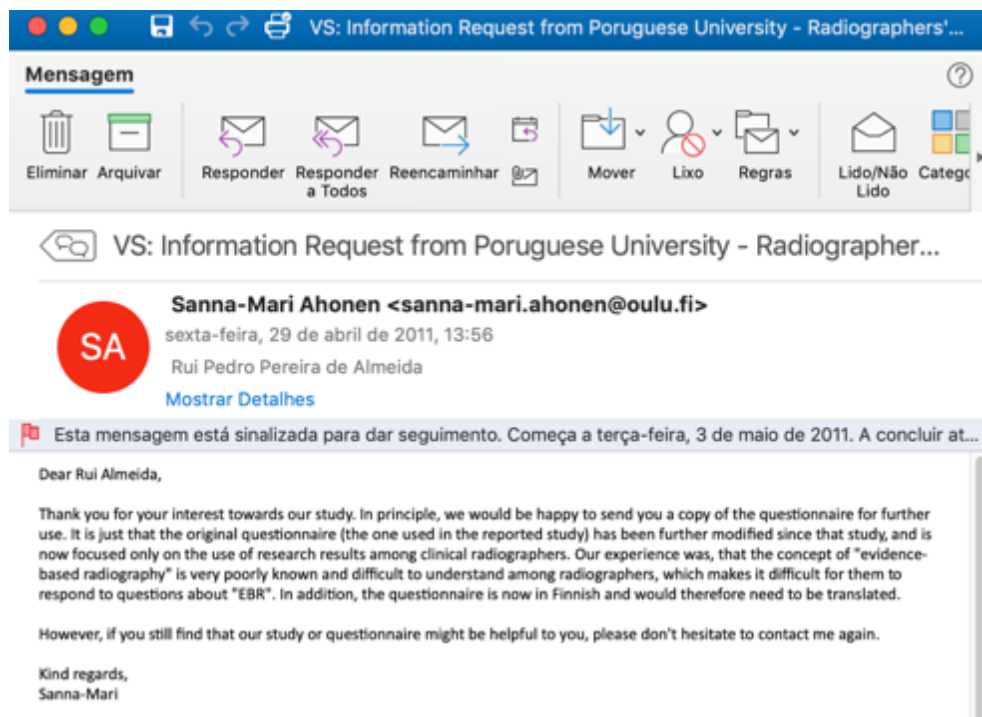 VS: Information Request from Poruguese University - Radiographers'...
Mensagem
Eliminar Arquivar Responder Responder a Todos Reencaminhar Mover Lixo Regras Lido/Não Lido Catego
VS: Information Request from Poruguese University - Radiographer...
SA
Sanna-Mari Ahonen <sanna-mari.ahonen@oulu.fi>
sexta-feira, 29 de abril de 2011, 13:56
Rui Pedro Pereira de Almeida
Mostrar Detalhes
Esta mensagem está sinalizada para dar seguimento. Começa a terça-feira, 3 de maio de 2011. A concluir at...
Dear Rui Almeida,
Thank you for your interest towards our study. In principle, we would be happy to send you a copy of the questionnaire for further
use. It is just that the original questionnaire (the one used in the reported study) has been further modified since that study, and is
now focused only on the use of research results among clinical radiographers. Our experience was, that the concept of "evidence-
based radiography" is very poorly known and difficult to understand among radiographers, which makes it difficult for them to
respond to questions about "EBR". In addition, the questionnaire is now in Finnish and would therefore need to be translated.
However, if you still find that our study or questionnaire might be helpful to you, please don't hesitate to contact me again.
Kind regards,
Sanna-Mari